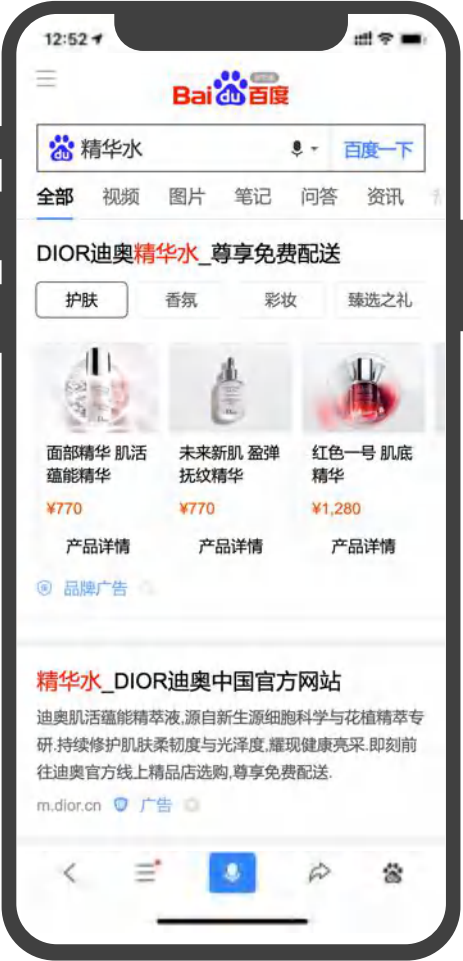 12:52
Bai du 百度
du 精华水 百度一下
全部 视频 图片 笔记 问答 资讯
DIOR迪奥精华水_尊享免费配送
护肤 香氛 彩妆 臻选之礼
面部精华 肌活 未来新肌 盈弹 红色一号 肌底
蕴能精华 抚纹精华 精华
¥770 ¥770 ¥1,280
产品详情 产品详情 产品详情
品牌广告
精华水_DIOR迪奥中国官方网站
迪奥肌活蕴能精萃液,源自新生源细胞科学与花植精萃专
研.持续修护肌肤柔韧度与光泽度,耀现健康亮采.即刻前
往迪奥官方线上精品店选购,尊享免费配送.
m.dior.cn 广告